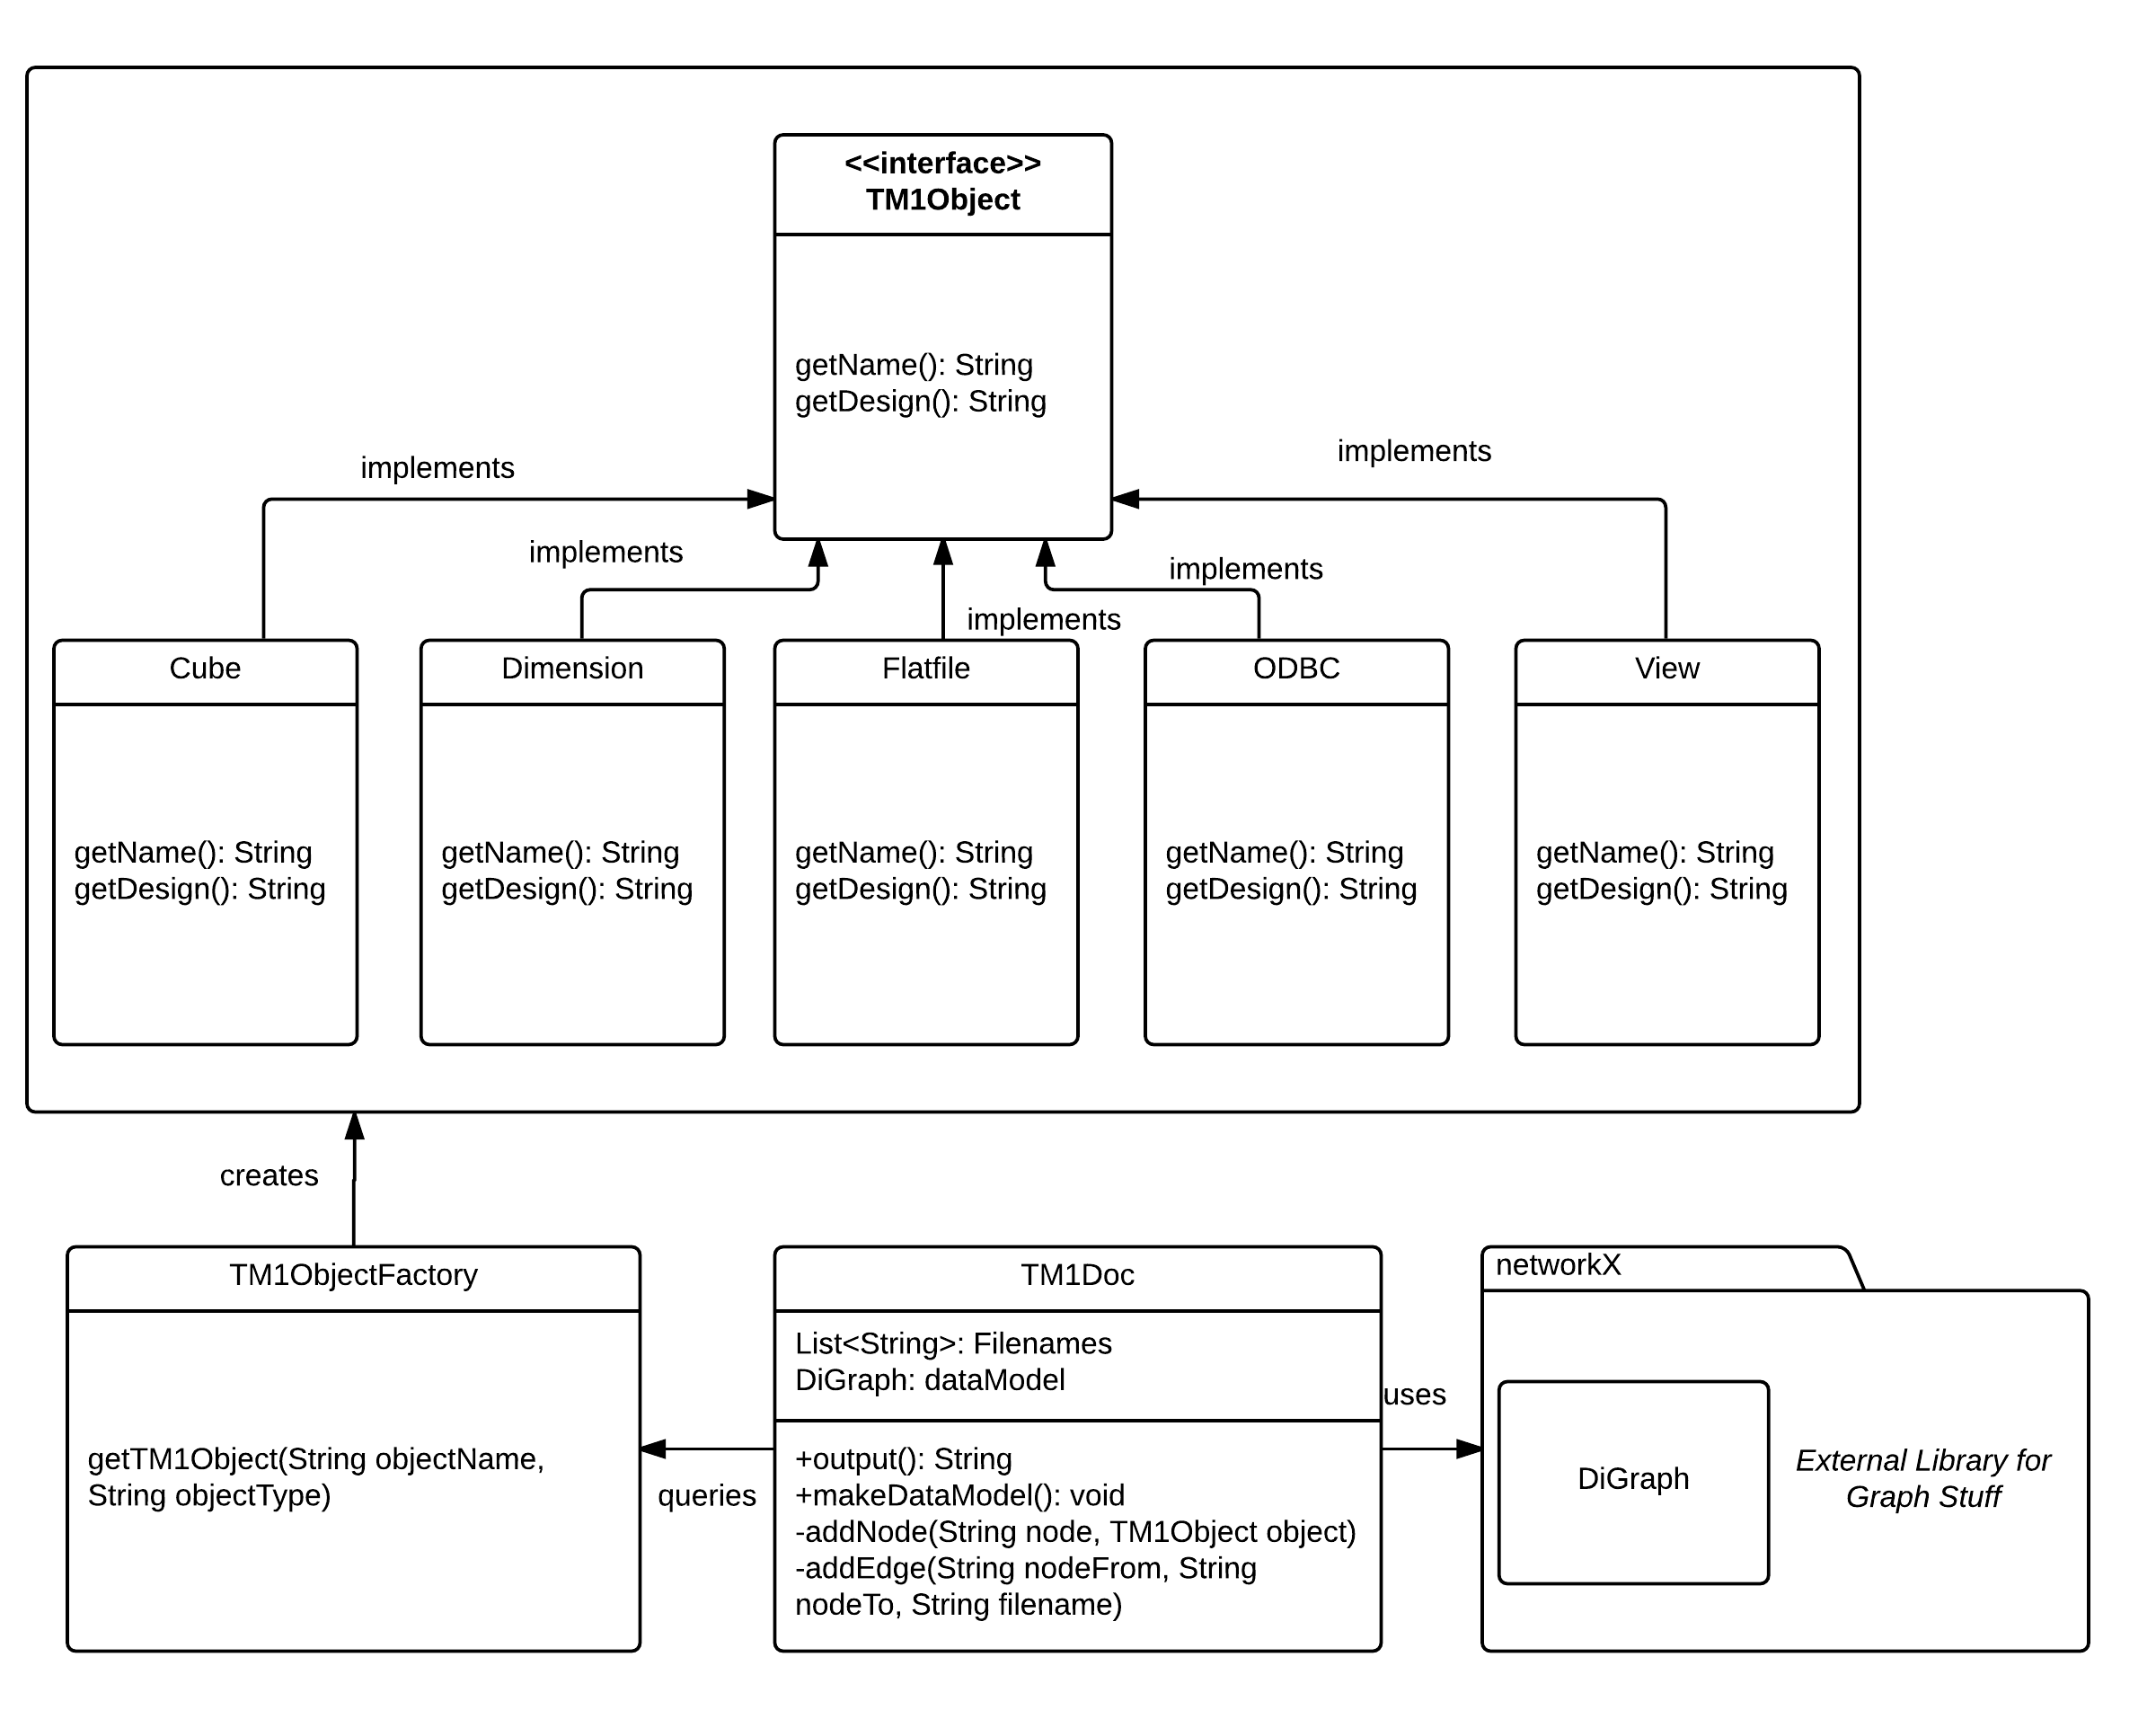 <<interface>>
TM1Object
getName(): String
getDesign(): String
implements
implements
implements
implements
implements
Cube
getName(): String
getDesign(): String
Dimension
getName(): String
getDesign(): String
Flatfile
getName(): String
getDesign(): String
ODBC
getName(): String
getDesign(): String
View
getName(): String
getDesign(): String
creates
TM1ObjectFactory
getTM1Object(String objectName,
String objectType)
queries
TM1Doc
List<String>: Filenames
DiGraph: dataModel
+output(): String
+makeDataModel(): void
-addNode(String node, TM1Object object)
-addEdge(String nodeFrom, String
nodeTo, String filename)
uses
networkX
DiGraph
External Library for
Graph Stuff